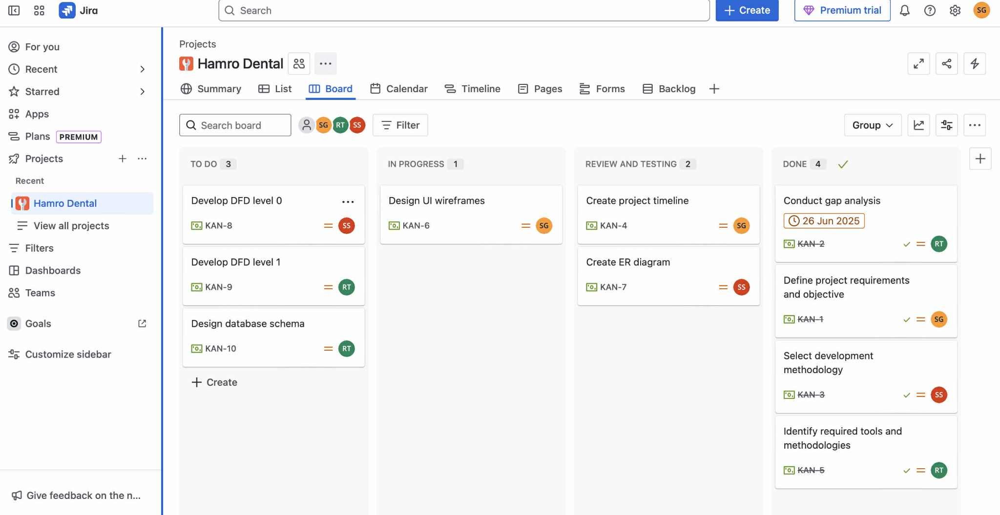 Jira
Search
Create
Premium trial
SG
For you
Recent
Starred
Apps
Plans PREMIUM
Projects
Recent
Hamro Dental
View all projects
Filters
Dashboards
Teams
Goals
Customize sidebar
Give feedback on the n...
Projects
Hamro Dental
Summary
List
Board
Calendar
Timeline
Pages
Forms
Backlog
Search board
SG RT SS
Filter
Group
TO DO 3
Develop DFD level 0
KAN-8 SS
Develop DFD level 1
KAN-9 RT
Design database schema
KAN-10 RT
Create
IN PROGRESS 1
Design UI wireframes
KAN-6 SG
REVIEW AND TESTING 2
Create project timeline
KAN-4 SG
Create ER diagram
KAN-7 SS
DONE 4
Conduct gap analysis
26 Jun 2025
KAN-2 RT
Define project requirements
and objective
KAN-1 SG
Select development
methodology
KAN-3 SS
Identify required tools and
methodologies
KAN-5 RT